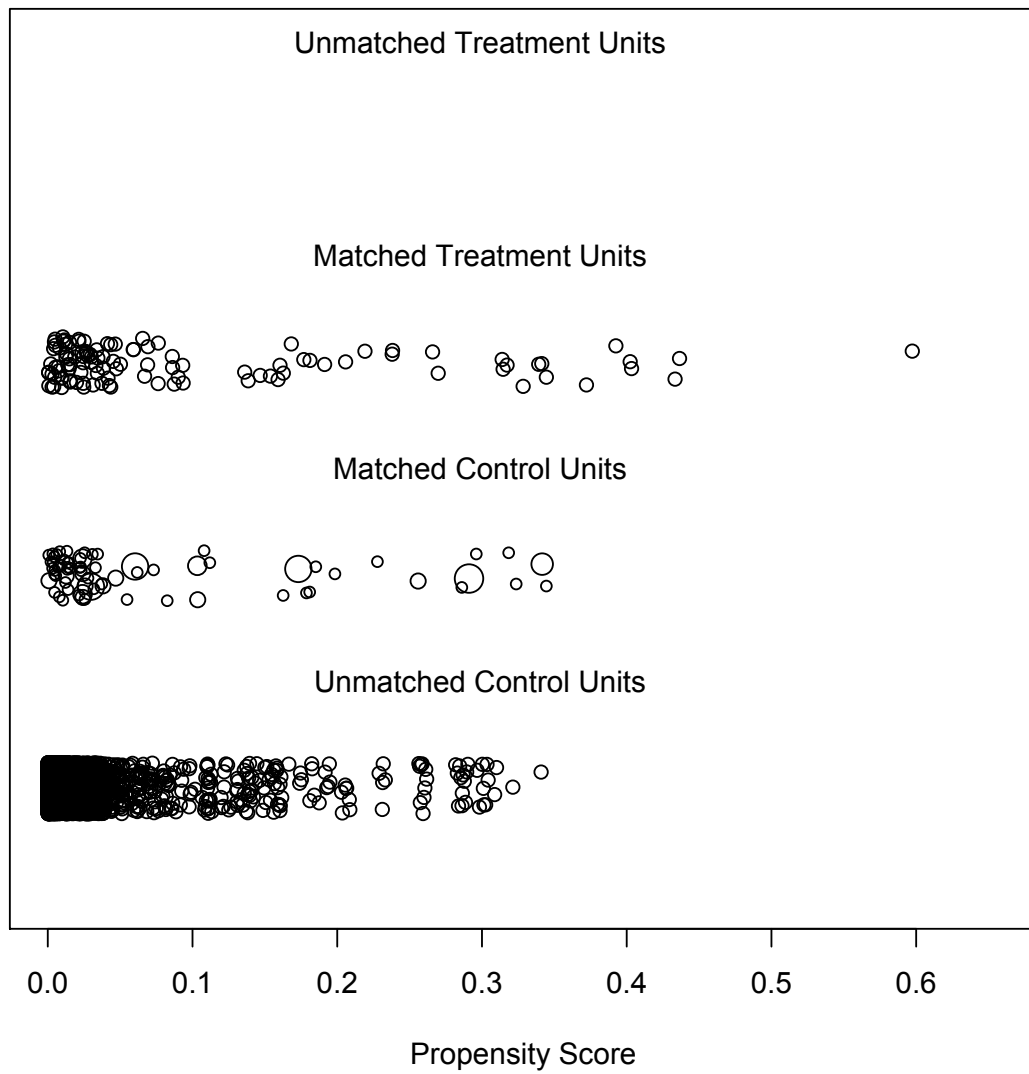 Unmatched Treatment Units
Matched Treatment Units
Matched Control Units
Unmatched Control Units
0.0 0.1 0.2 0.3 0.4 0.5 0.6
Propensity Score